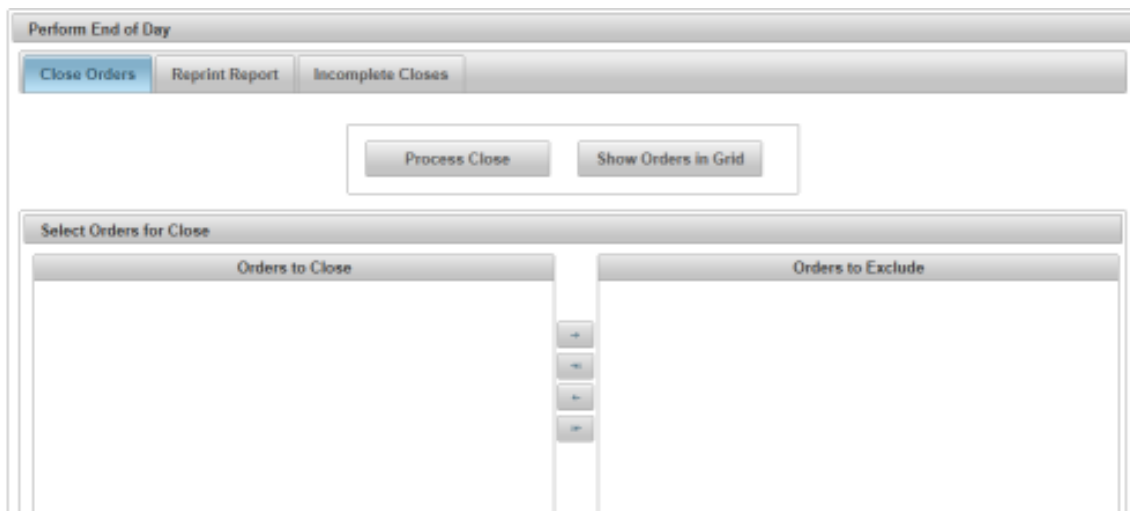 Perform End of Day
Close Orders Reprint Report Incomplete Closes
Process Close Show Orders in Grid
Select Orders for Close
Orders to Close Orders to Exclude